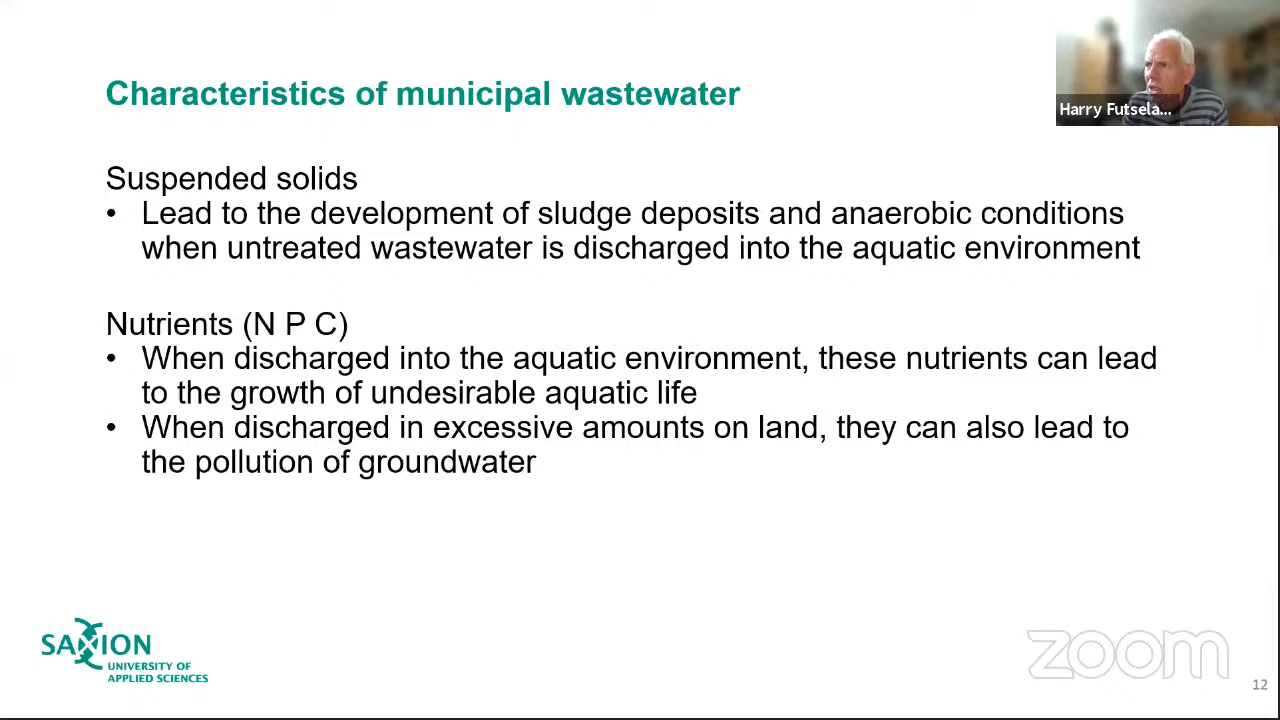 Characteristics of municipal wastewater
Harry Futsela...
Suspended solids
• Lead to the development of sludge deposits and anaerobic conditions
when untreated wastewater is discharged into the aquatic environment
Nutrients (N P C)
• When discharged into the aquatic environment, these nutrients can lead
to the growth of undesirable aquatic life
• When discharged in excessive amounts on land, they can also lead to
the pollution of groundwater
SAXION
UNIVERSITY OF
APPLIED SCIENCES
zoom
12